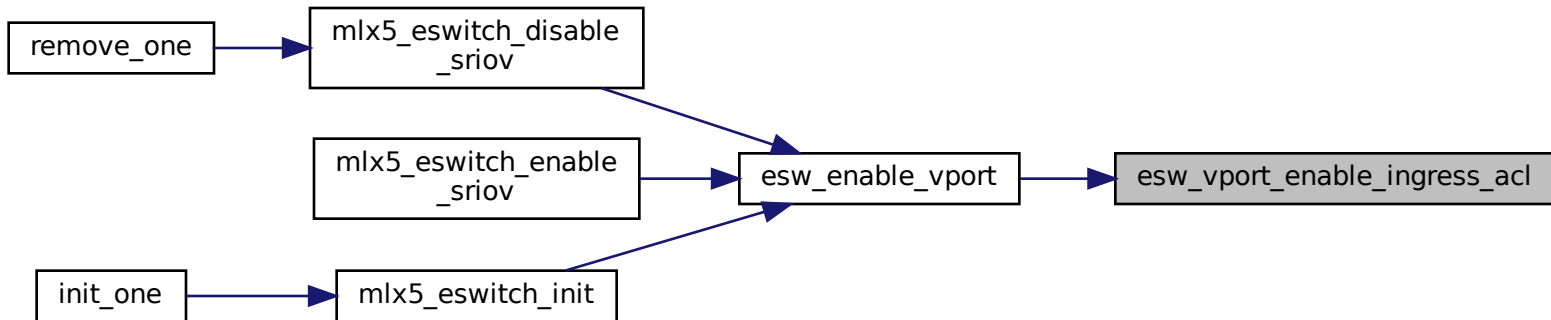 remove_one
mlx5_eswitch_disable
_sriov
mlx5_eswitch_enable
_sriov
esw_enable_vport
esw_vport_enable_ingress_acl
init_one
mlx5_eswitch_init